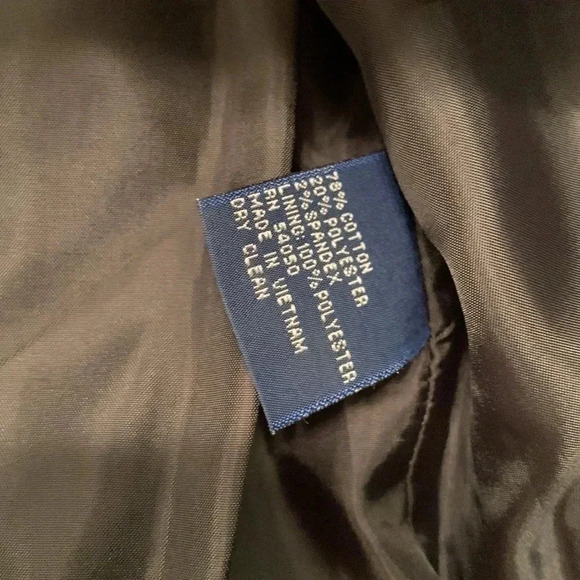 78% COTTON
20% POLYESTER
2% SPANDEX
LINING: 100% POLYESTER
RN 54050
MADE IN VIETNAM
DRY CLEAN